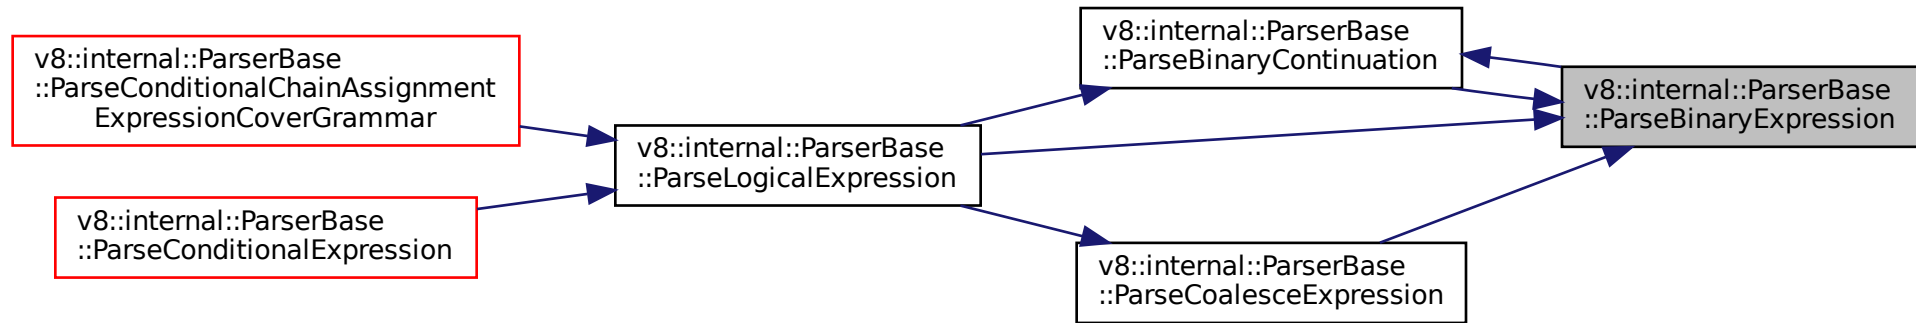 v8::internal::ParserBase
::ParseConditionalChainAssignment
ExpressionCoverGrammar
v8::internal::ParserBase
::ParseConditionalExpression
v8::internal::ParserBase
::ParseLogicalExpression
v8::internal::ParserBase
::ParseBinaryContinuation
v8::internal::ParserBase
::ParseCoalesceExpression
v8::internal::ParserBase
::ParseBinaryExpression